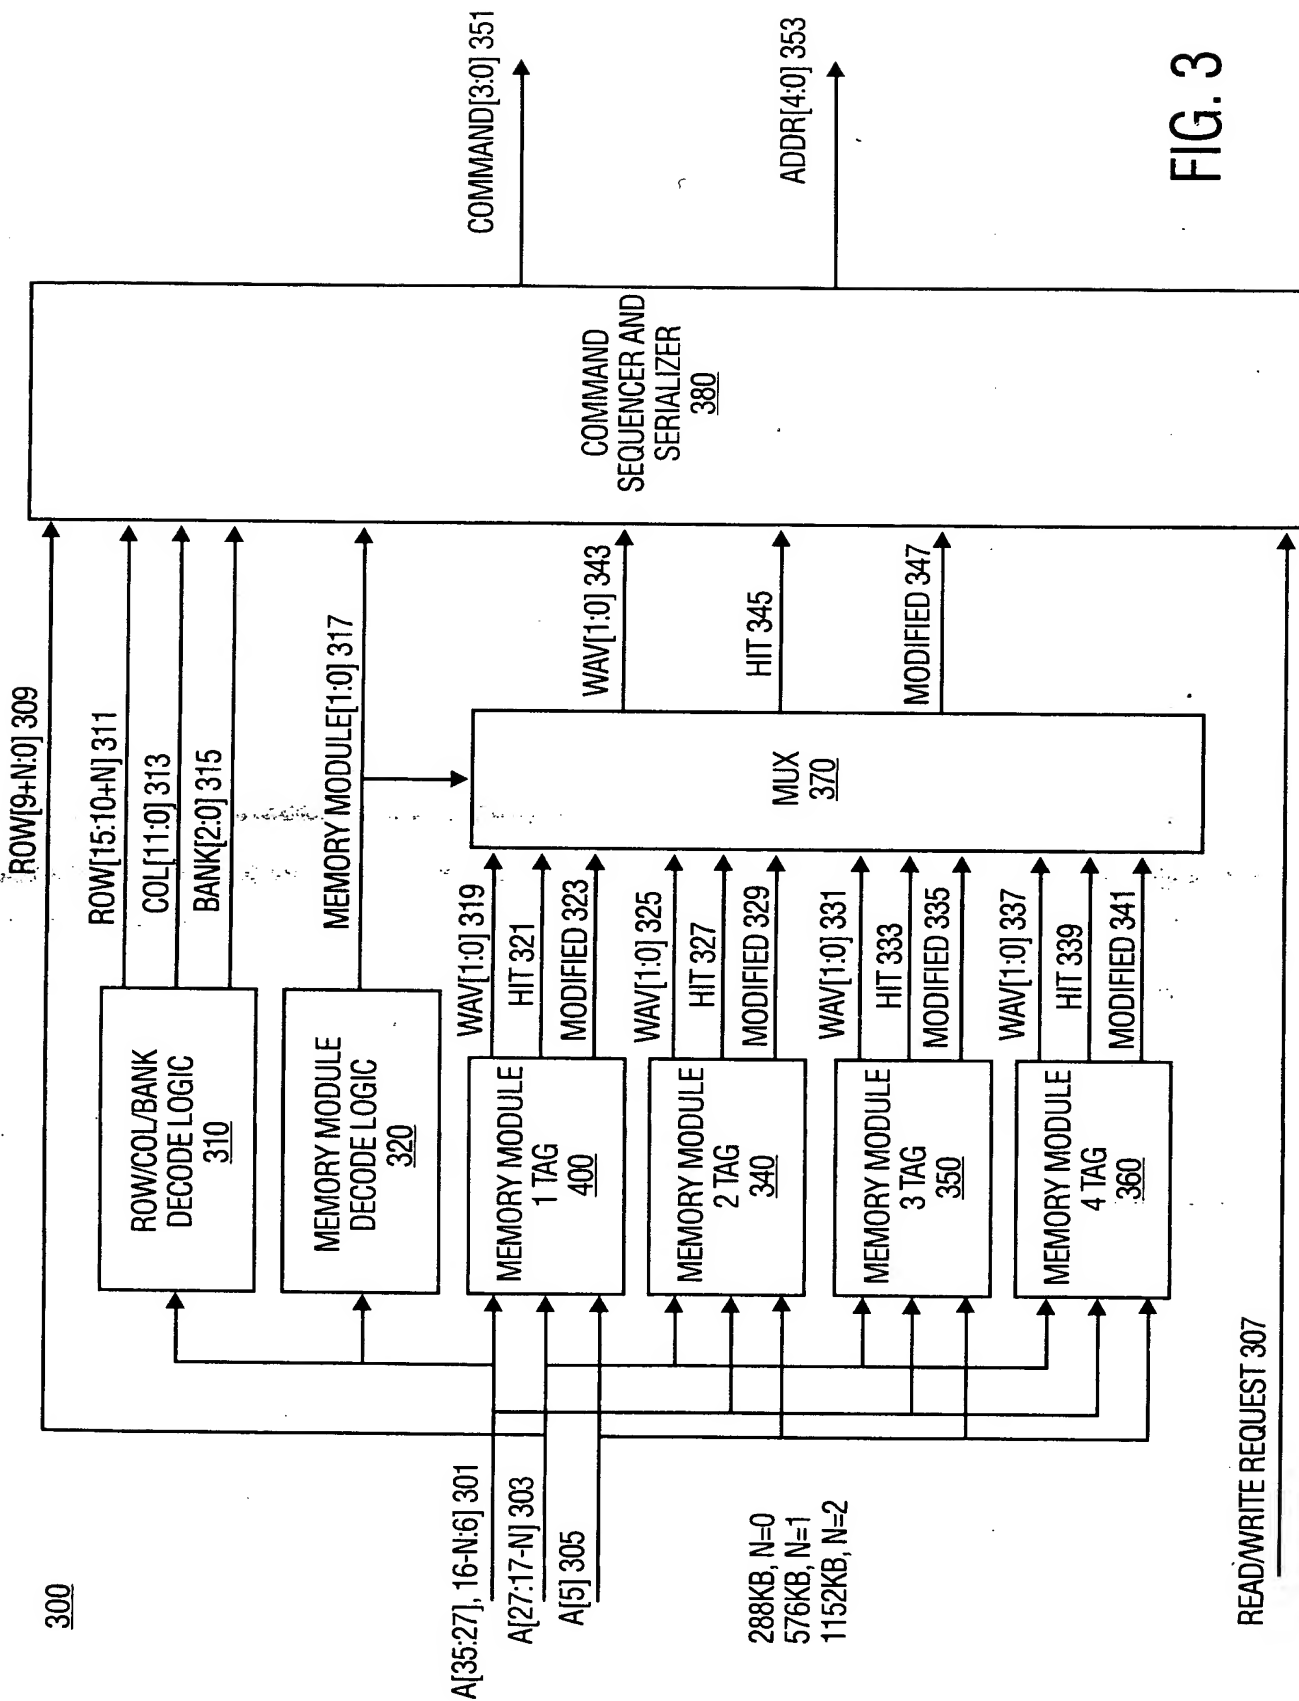 300
ROW[9+N:0] 309
ROW[15:10+N] 311
COL[11:0] 313
BANK[2:0] 315
MEMORY MODULE[1:0] 317
ROW/COL/BANK
DECODE LOGIC
310
MEMORY MODULE
DECODE LOGIC
320
A[35:27], 16-N:6] 301
A[27:17-N] 303
A[5] 305
MEMORY MODULE
1 TAG
400
WAV[1:0] 319
HIT 321
MODIFIED 323
MEMORY MODULE
2 TAG
340
WAV[1:0] 325
HIT 327
MODIFIED 329
MEMORY MODULE
3 TAG
350
WAV[1:0] 331
HIT 333
MODIFIED 335
MEMORY MODULE
4 TAG
360
WAV[1:0] 337
HIT 339
MODIFIED 341
MUX
370
WAV[1:0] 343
HIT 345
MODIFIED 347
COMMAND
SEQUENCER AND
SERIALIZER
380
COMMAND[3:0] 351
ADDR[4:0] 353
288KB, N=0
576KB, N=1
1152KB, N=2
READ/WRITE REQUEST 307
FIG. 3